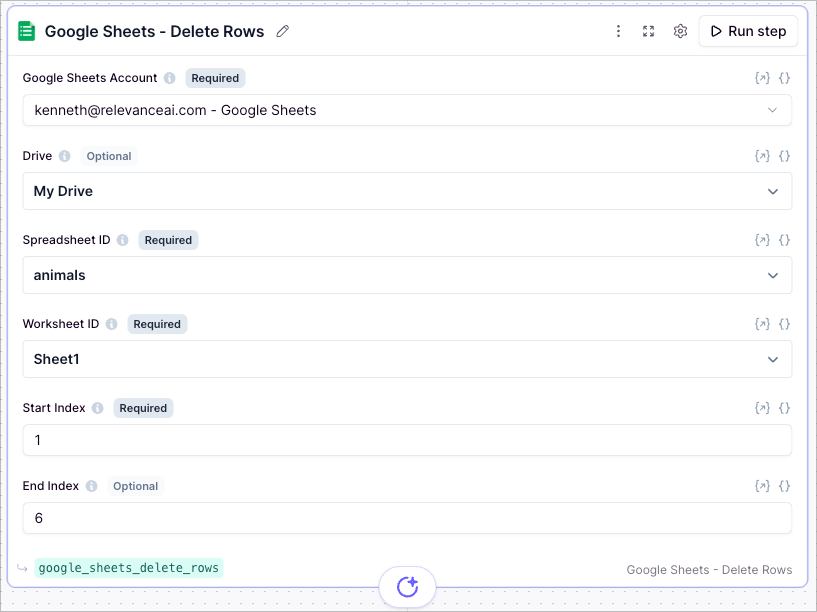 Google Sheets - Delete Rows
Run step
Google Sheets Account Required
kenneth@relevanceai.com - Google Sheets
Drive Optional
My Drive
Spreadsheet ID Required
animals
Worksheet ID Required
Sheet1
Start Index Required
1
End Index Optional
6
google_sheets_delete_rows
Google Sheets - Delete Rows